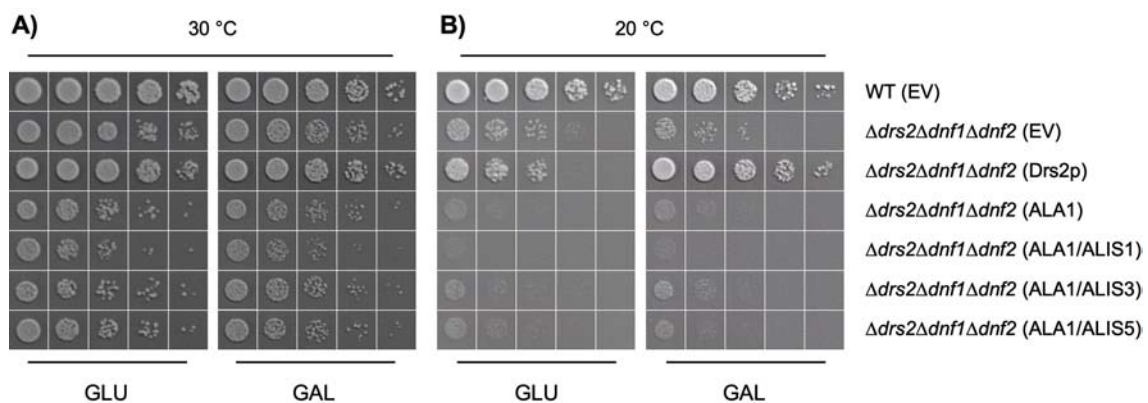 A)
30 °C
B)
20 °C
WT (EV)
Δdrs2Δdnf1Δdnf2 (EV)
Δdrs2Δdnf1Δdnf2 (Drs2p)
Δdrs2Δdnf1Δdnf2 (ALA1)
Δdrs2Δdnf1Δdnf2 (ALA1/ALIS1)
Δdrs2Δdnf1Δdnf2 (ALA1/ALIS3)
Δdrs2Δdnf1Δdnf2 (ALA1/ALIS5)
GLU
GAL
GLU
GAL